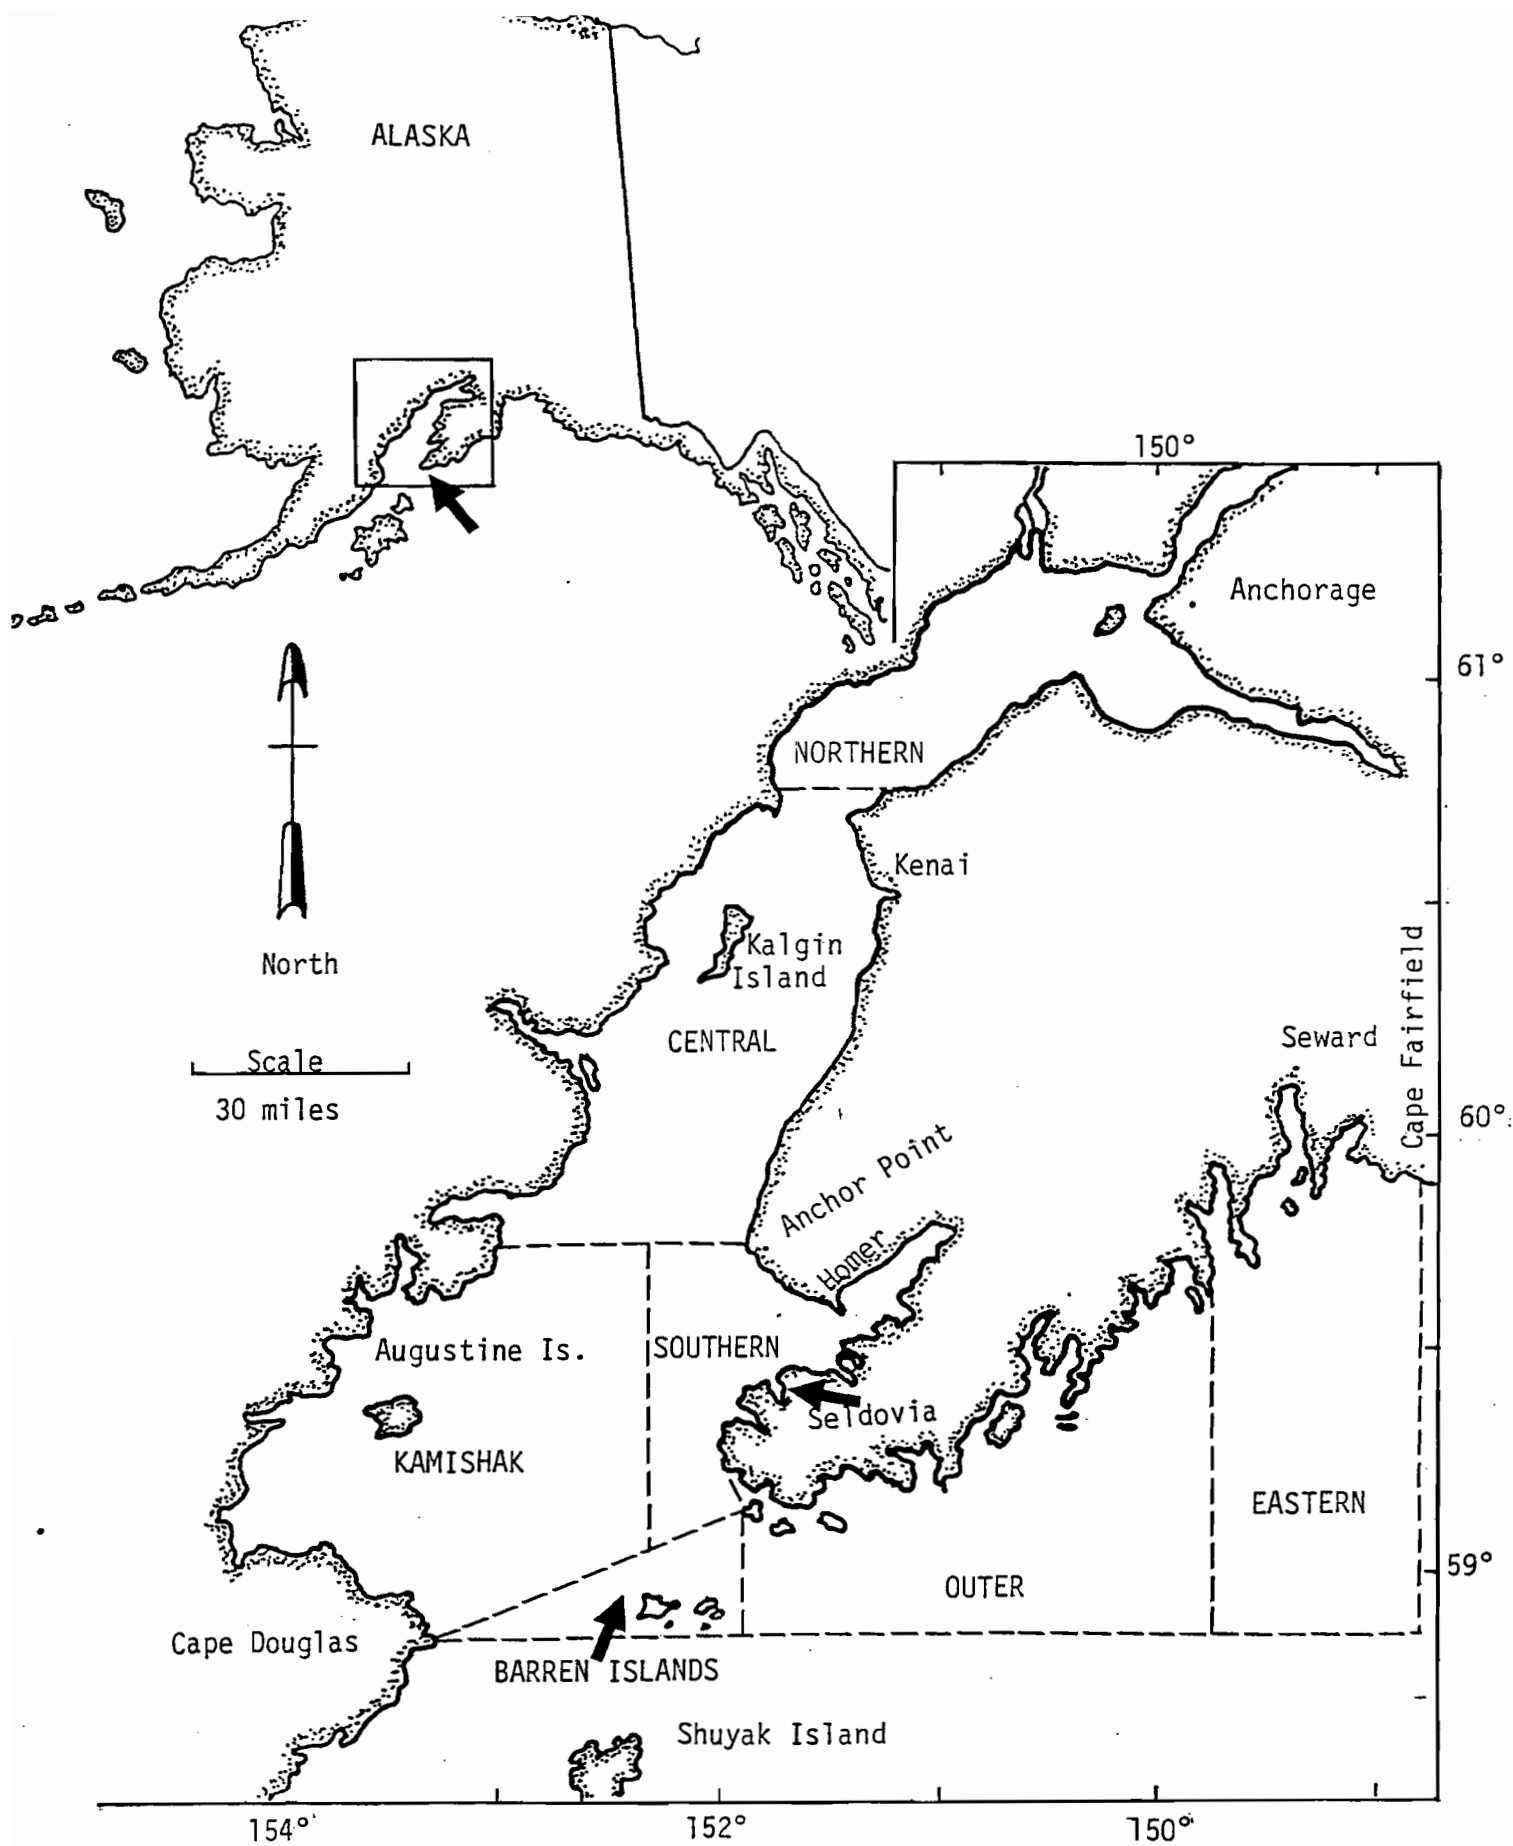 ALASKA
150°
Anchorage
61°
NORTHERN
Kenai
Kalgin
Island
North
CENTRAL
Cape Fairfield
Seward
Scale
30 miles
60°
Anchor Point
Homer
Augustine Is.
SOUTHERN
Seldovia
KAMISHAK
EASTERN
59°
OUTER
Cape Douglas
BARREN ISLANDS
Shuyak Island
154°
152°
150°